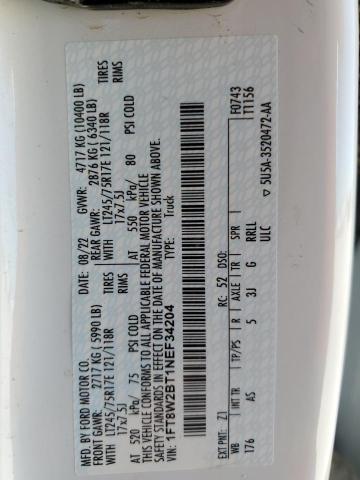 MFD. BY FORD MOTOR CO.
DATE: 08/22 GVWR: 4717 KG (10400 LB)
FRONT GAWR: 2717 KG ( 5990 LB) REAR GAWR: 2876 KG ( 6340 LB)
WITH LT245/75R17E 121/118R TIRES WITH LT245/75R17E 121/118R TIRES
17x7.5J RIMS 17x7.5J RIMS
AT 520 kPa/ 75 PSI COLD AT 550 kPa/ 80 PSI COLD
THIS VEHICLE CONFORMS TO ALL APPLICABLE FEDERAL MOTOR VEHICLE
SAFETY STANDARDS IN EFFECT ON THE DATE OF MANUFACTURE SHOWN ABOVE.
VIN: 1FT8W2B11NEF34204 TYPE: Truck
F0743
T1156
EXT PNT: Z1 RC: 52 DSO:
WB INT TR TP/PS R AXLE TR SPR
176 AS 5 3J G RRLL
ULC
5U5A-3520472-AA